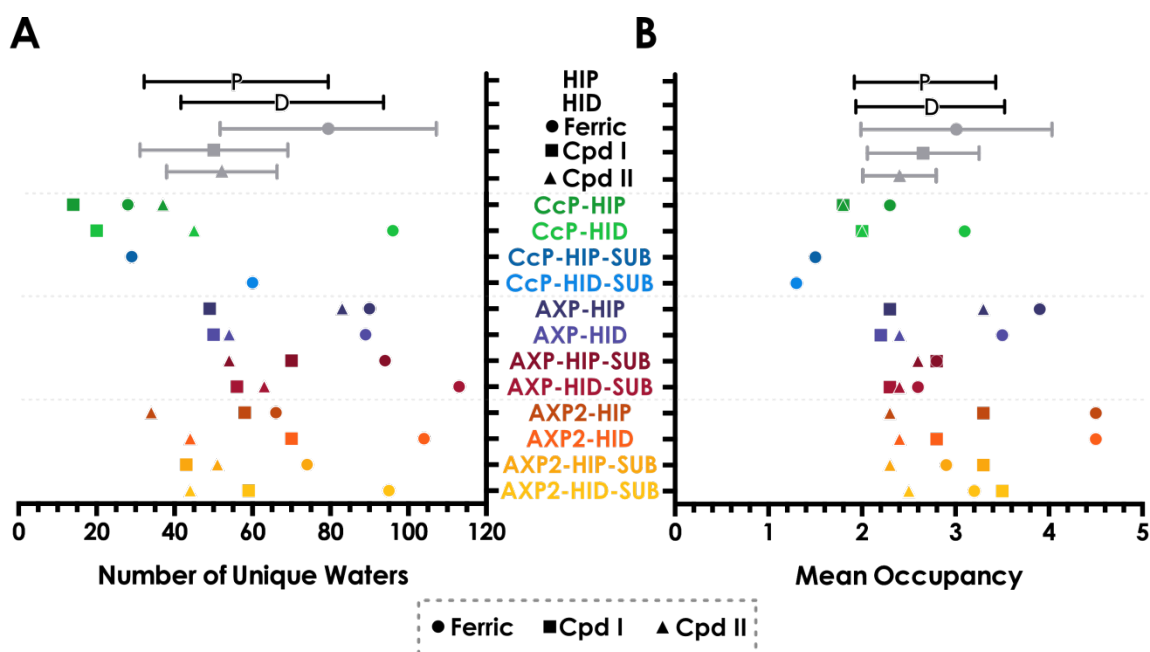 A
B
P
HIP
P
D
HID
D
Ferric
Cpd I
Cpd II
CcP-HIP
CcP-HID
CcP-HIP-SUB
CcP-HID-SUB
AXP-HIP
AXP-HID
AXP-HIP-SUB
AXP-HID-SUB
AXP2-HIP
AXP2-HID
AXP2-HIP-SUB
AXP2-HID-SUB
0 20 40 60 80 100 120
0 1 2 3 4 5
Number of Unique Waters
Mean Occupancy
Ferric Cpd I Cpd II